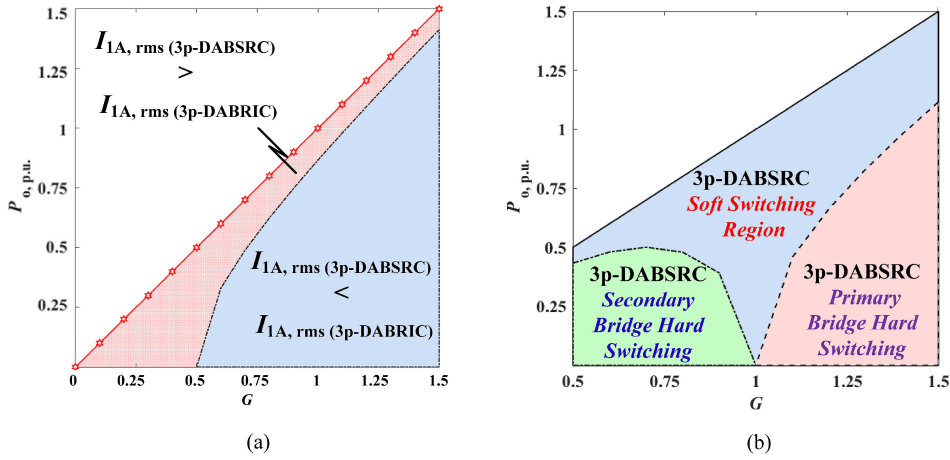 1.5
1.25
1
0.75
0.5
0.25
P o, p.u.
I1A, rms (3p-DABSRC)
>
I1A, rms (3p-DABRIC)
I1A, rms (3p-DABSRC)
<
I1A, rms (3p-DABRIC)
0 0.25 0.5 0.75 1 1.25 1.5
G
(a)
1.5
1.25
1
0.75
0.5
0.25
P o, p.u.
3p-DABSRC
Soft Switching
Region
3p-DABSRC
Secondary
Bridge Hard
Switching
3p-DABSRC
Primary
Bridge Hard
Switching
0.5 0.75 1 1.25 1.5
G
(b)